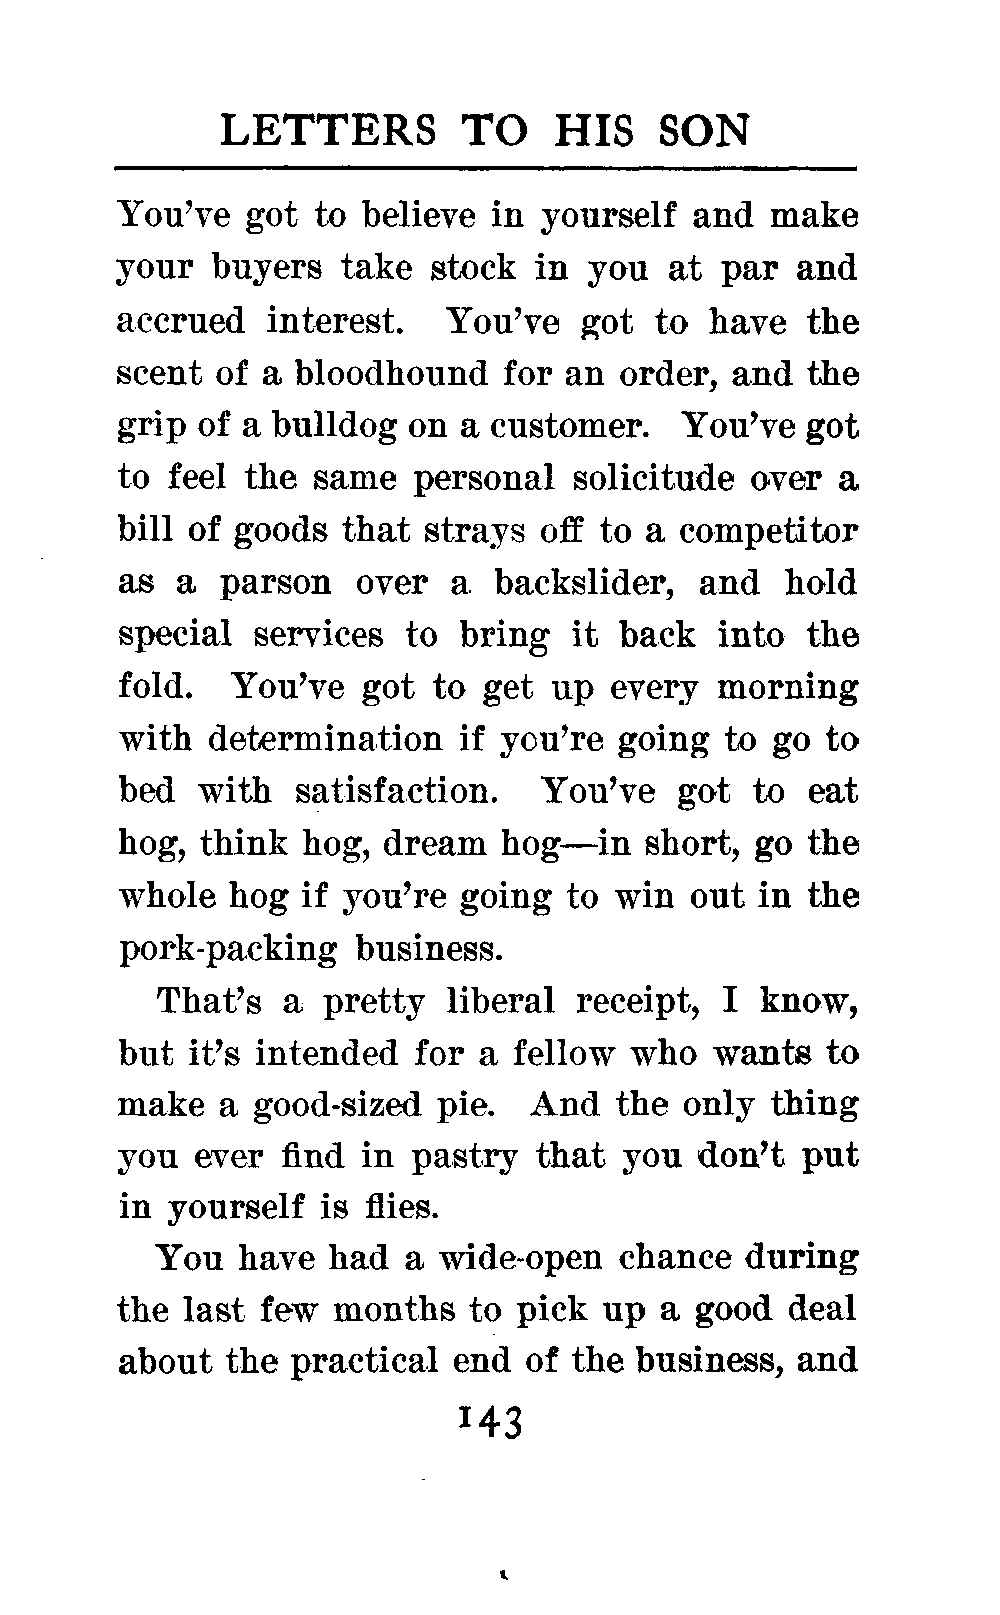 LETTERS TO HIS SON
You've got to believe in yourself and make
your buyers take stock in you at par and
accrued interest. You've got to have the
scent of a bloodhound for an order, and the
grip of a bulldog on a customer. You've got
to feel the same personal solicitude over a
bill of goods that strays off to a competitor
as a parson over a backslider, and hold
special services to bring it back into the
fold. You've got to get up every morning
with determination if you're going to go to
bed with satisfaction. You've got to eat
hog, think hog, dream hog—in short, go the
whole hog if you're going to win out in the
pork-packing business.
That's a pretty liberal receipt, I know,
but it's intended for a fellow who wants to
make a good-sized pie. And the only thing
you ever find in pastry that you don't put
in yourself is flies.
You have had a wide-open chance during
the last few months to pick up a good deal
about the practical end of the business, and
143